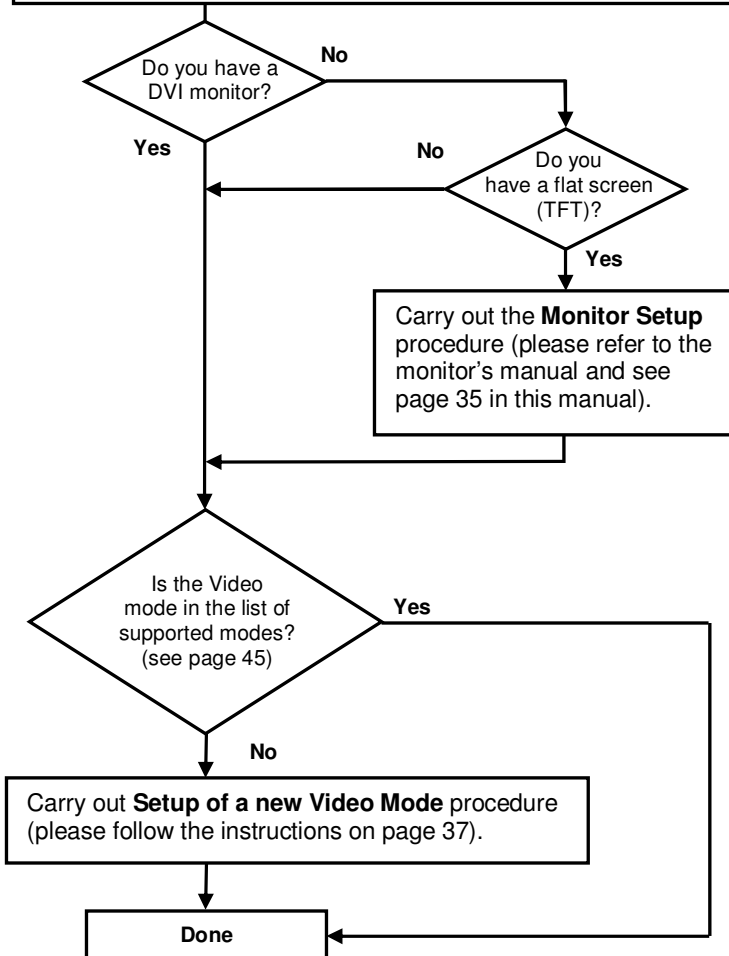 Do you have a
DVI monitor?
No
Yes
No
Do you
have a flat screen
(TFT)?
Yes
Carry out the Monitor Setup
procedure (please refer to the
monitor's manual and see
page 35 in this manual).
Is the Video
mode in the list of
supported modes?
(see page 45)
Yes
No
Carry out Setup of a new Video Mode procedure
(please follow the instructions on page 37).
Done